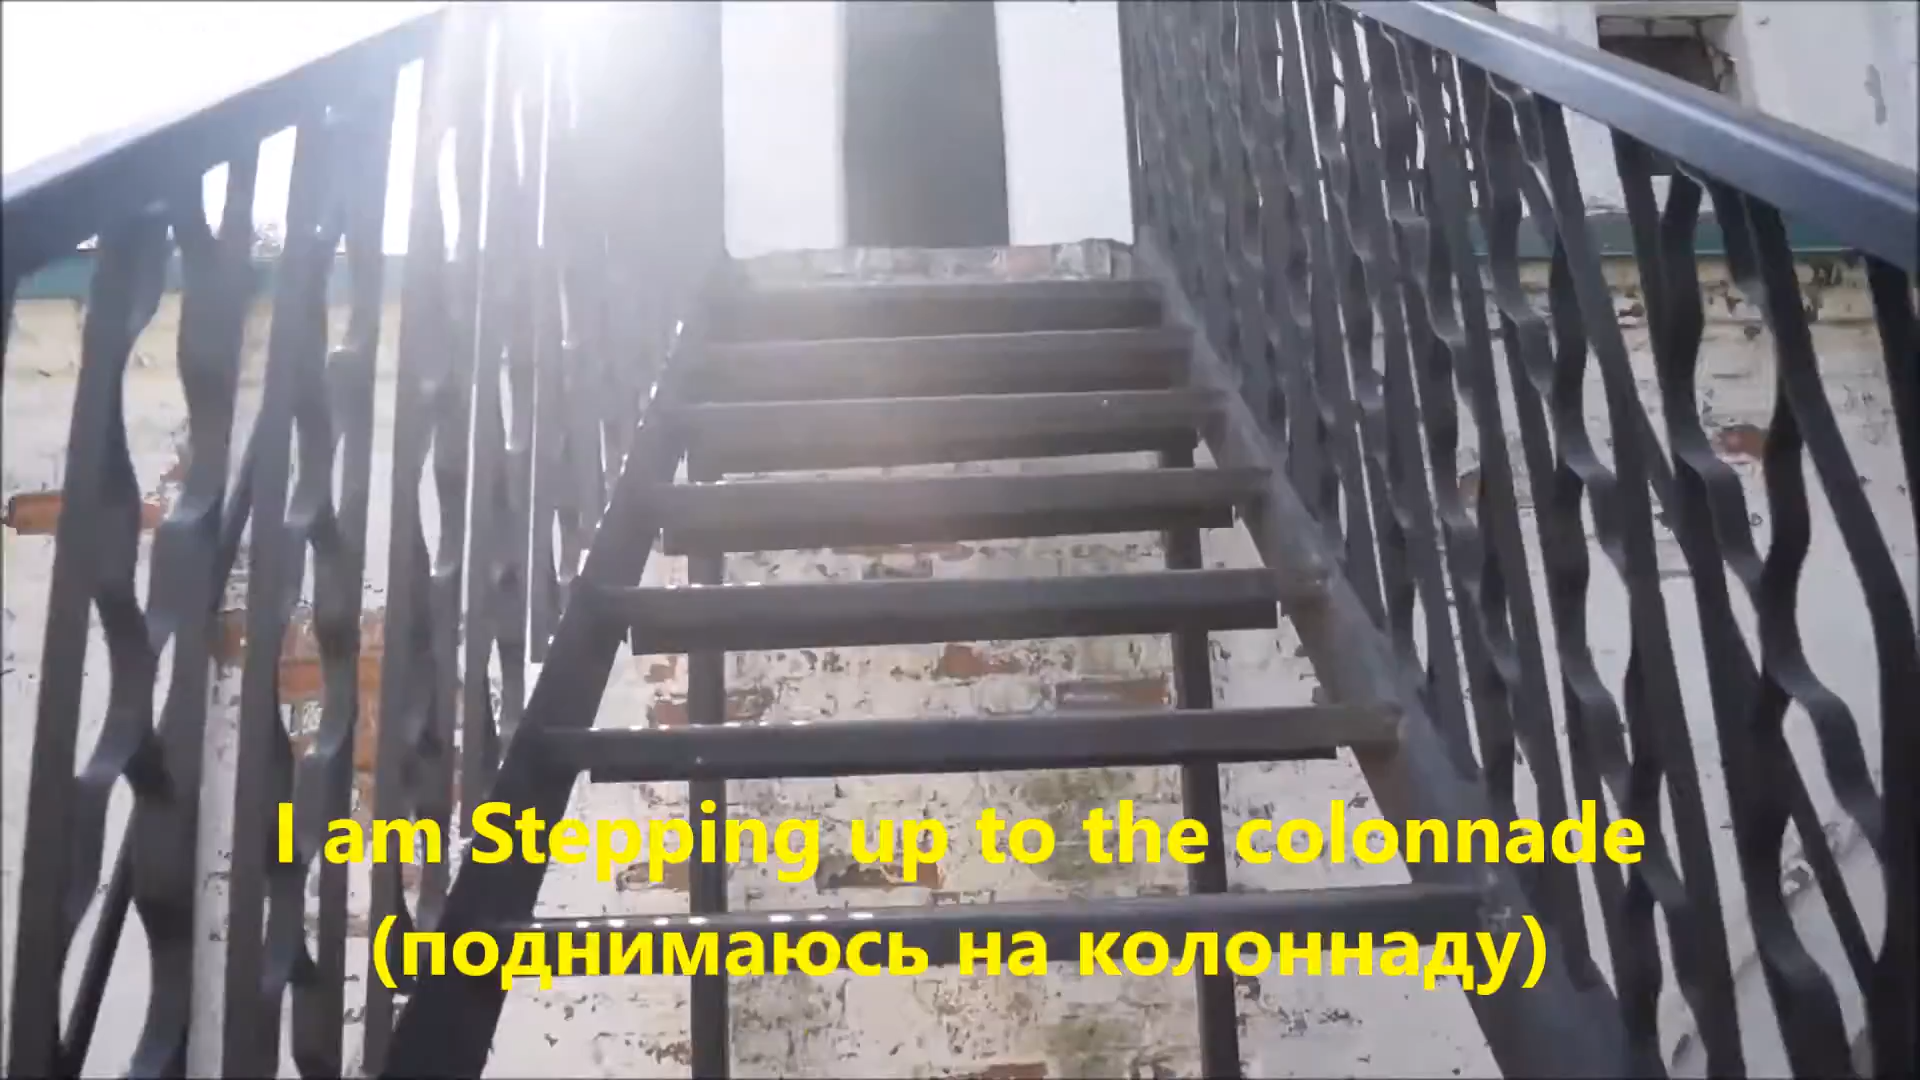 I am Stepping up to the colonnade
(поднимаюсь на колоннаду)